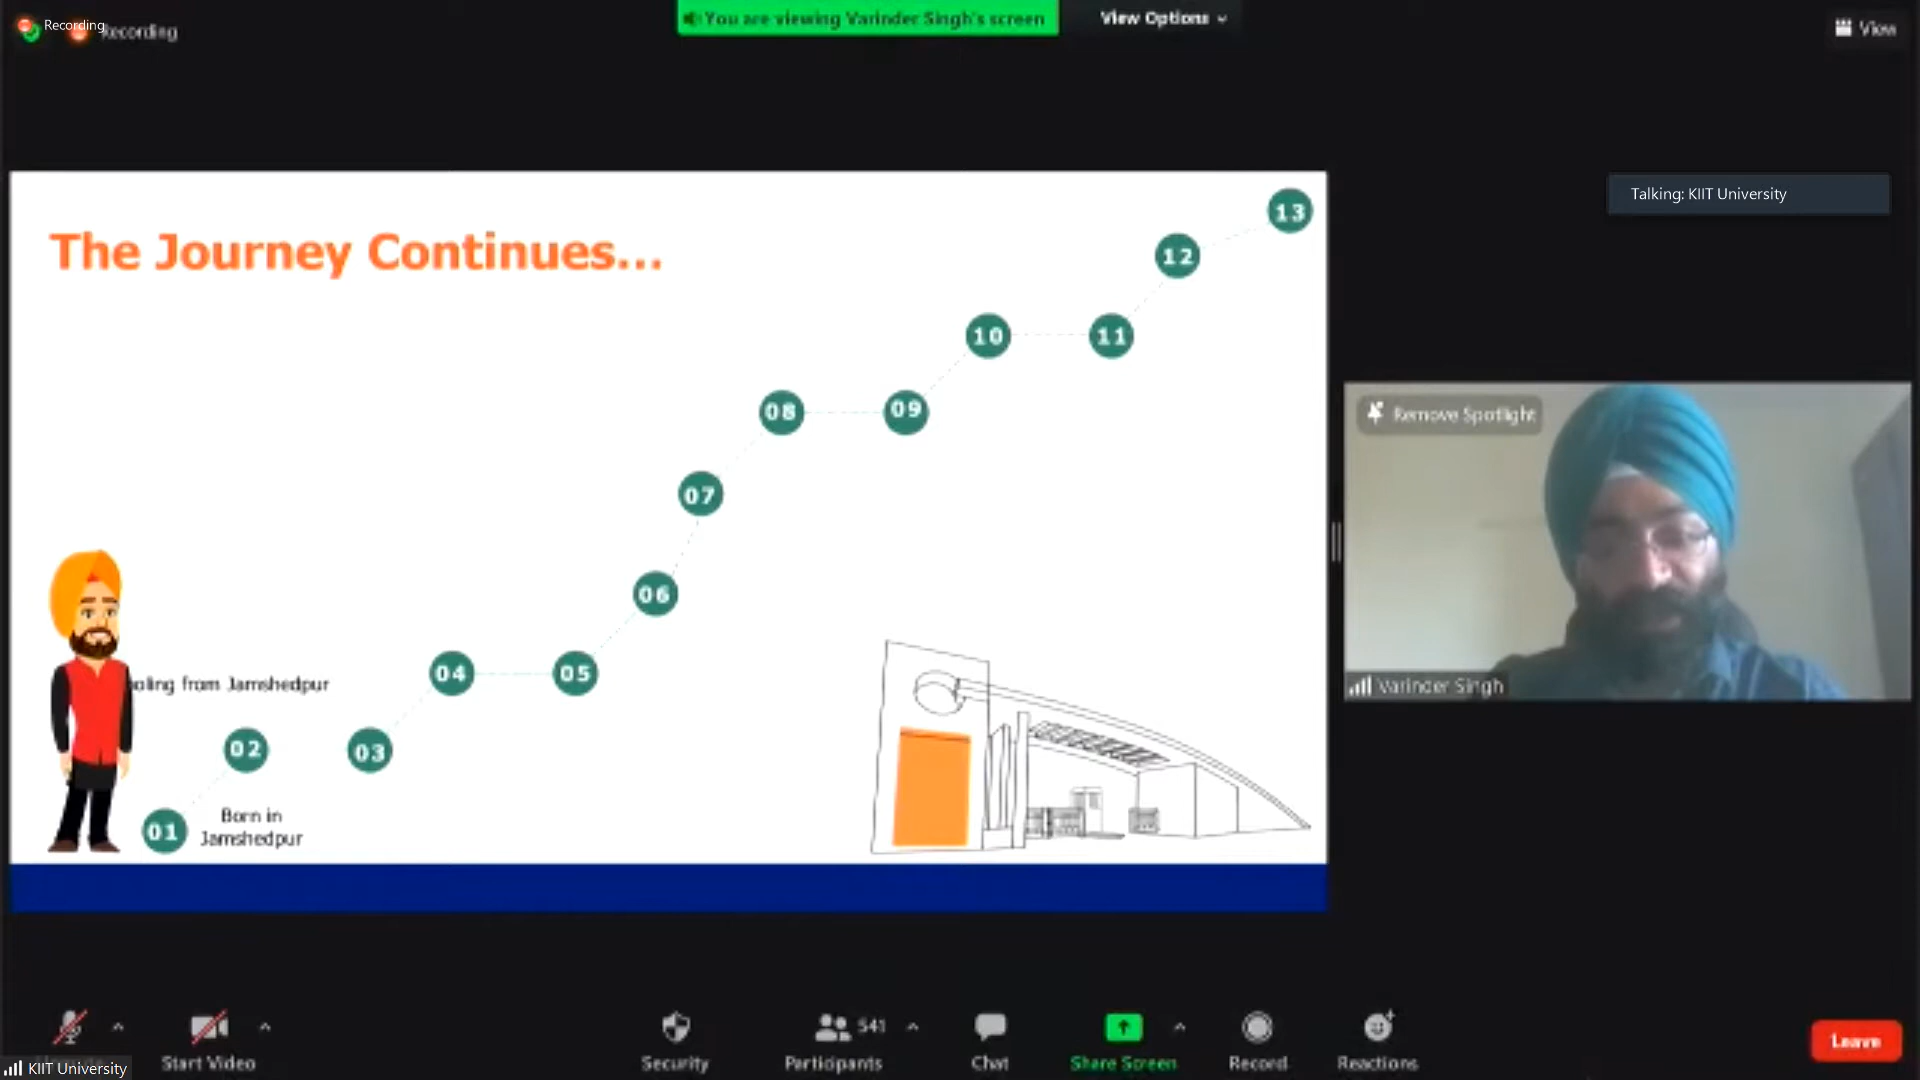 Recording
Recording
You are viewing Varinder Singh's screen
View Options
View
Talking: KIIT University
The Journey Continues...
13
12
10
11
08
09
07
06
04
05
oling from Jamshedpur
02
03
01
Born in
Jamshedpur
Remove Spotlight
Varinder Singh
Start Video
Security
541
Participants
Chat
Share Screen
Record
Reactions
Leave
KIIT University